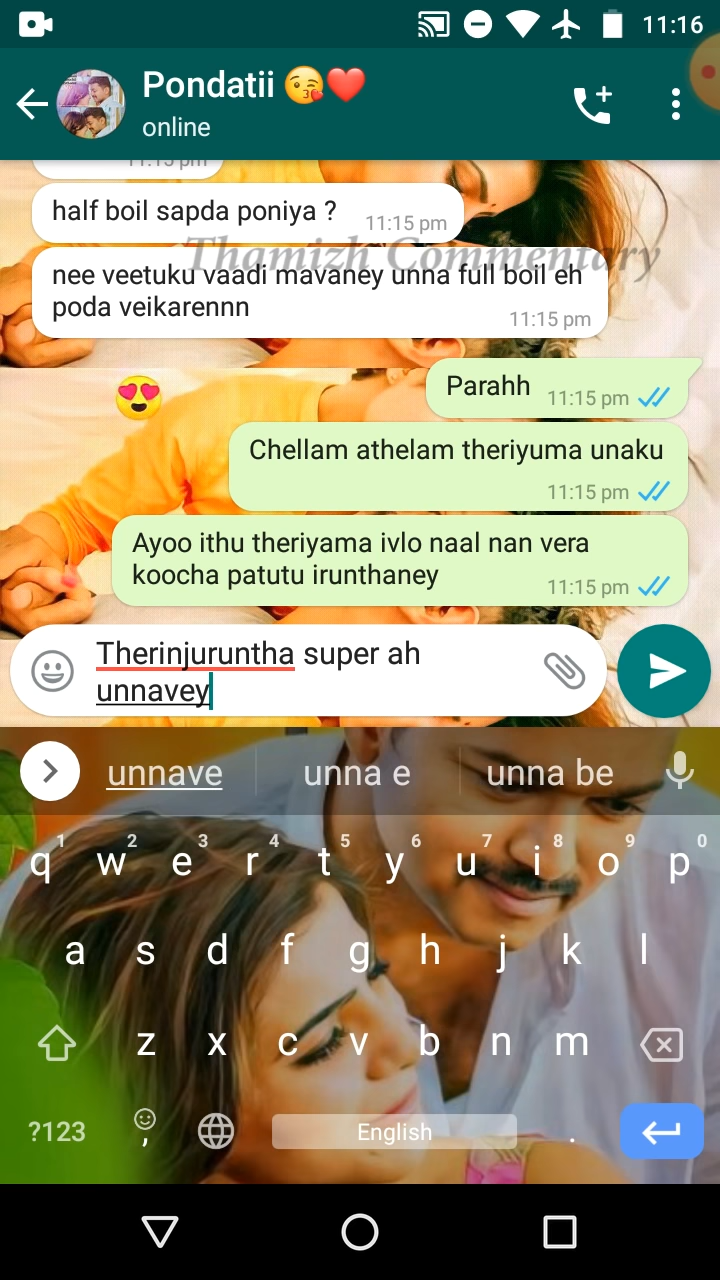 11:16
Pondatii 😘❤️
online
11:15 pm
half boil sapda poniya ? 11:15 pm
Thamizh Commentary
nee veetuku vaadi mavaney unna full boil eh
poda veikarennn 11:15 pm
Parahh 11:15 pm
😍
Chellam athelam theriyuma unaku
11:15 pm
Ayoo ithu theriyama ivlo naal nan vera
koocha patutu irunthaney 11:15 pm
Therinjuruntha super ah
unnavey
unnave unna e unna be
1 2 3 4 5 6 7 8 9 0
q w e r t y u i o p
a s d f g h j k l
z x c v b n m
?123 , English .